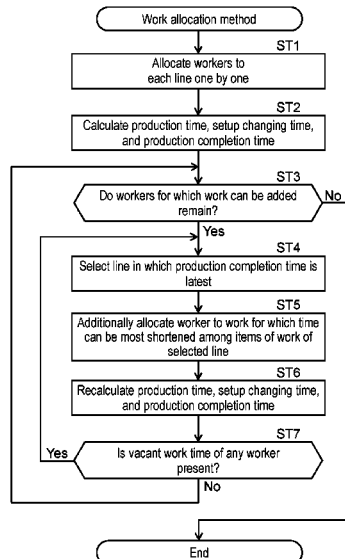 Work allocation method
ST1
Allocate workers to
each line one by one
ST2
Calculate production time, setup changing time,
and production completion time
ST3
Do workers for which work can be added
remain?
No
Yes
ST4
Select line in which production completion time is
latest
ST5
Additionally allocate worker to work for which time
can be most shortened among items of work of
selected line
ST6
Recalculate production time, setup changing time,
and production completion time
ST7
Yes
Is vacant work time of any worker
present?
No
End